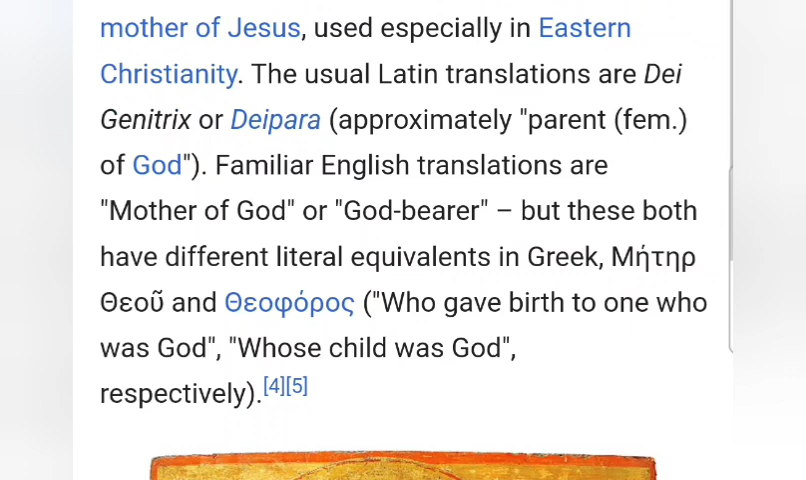 mother of Jesus, used especially in Eastern
Christianity. The usual Latin translations are Dei
Genitrix or Deipara (approximately "parent (fem.)
of God"). Familiar English translations are
"Mother of God" or "God-bearer" – but these both
have different literal equivalents in Greek, Μήτηρ
Θεοῦ and Θεοφόρος ("Who gave birth to one who
was God", "Whose child was God",
respectively).[4][5]